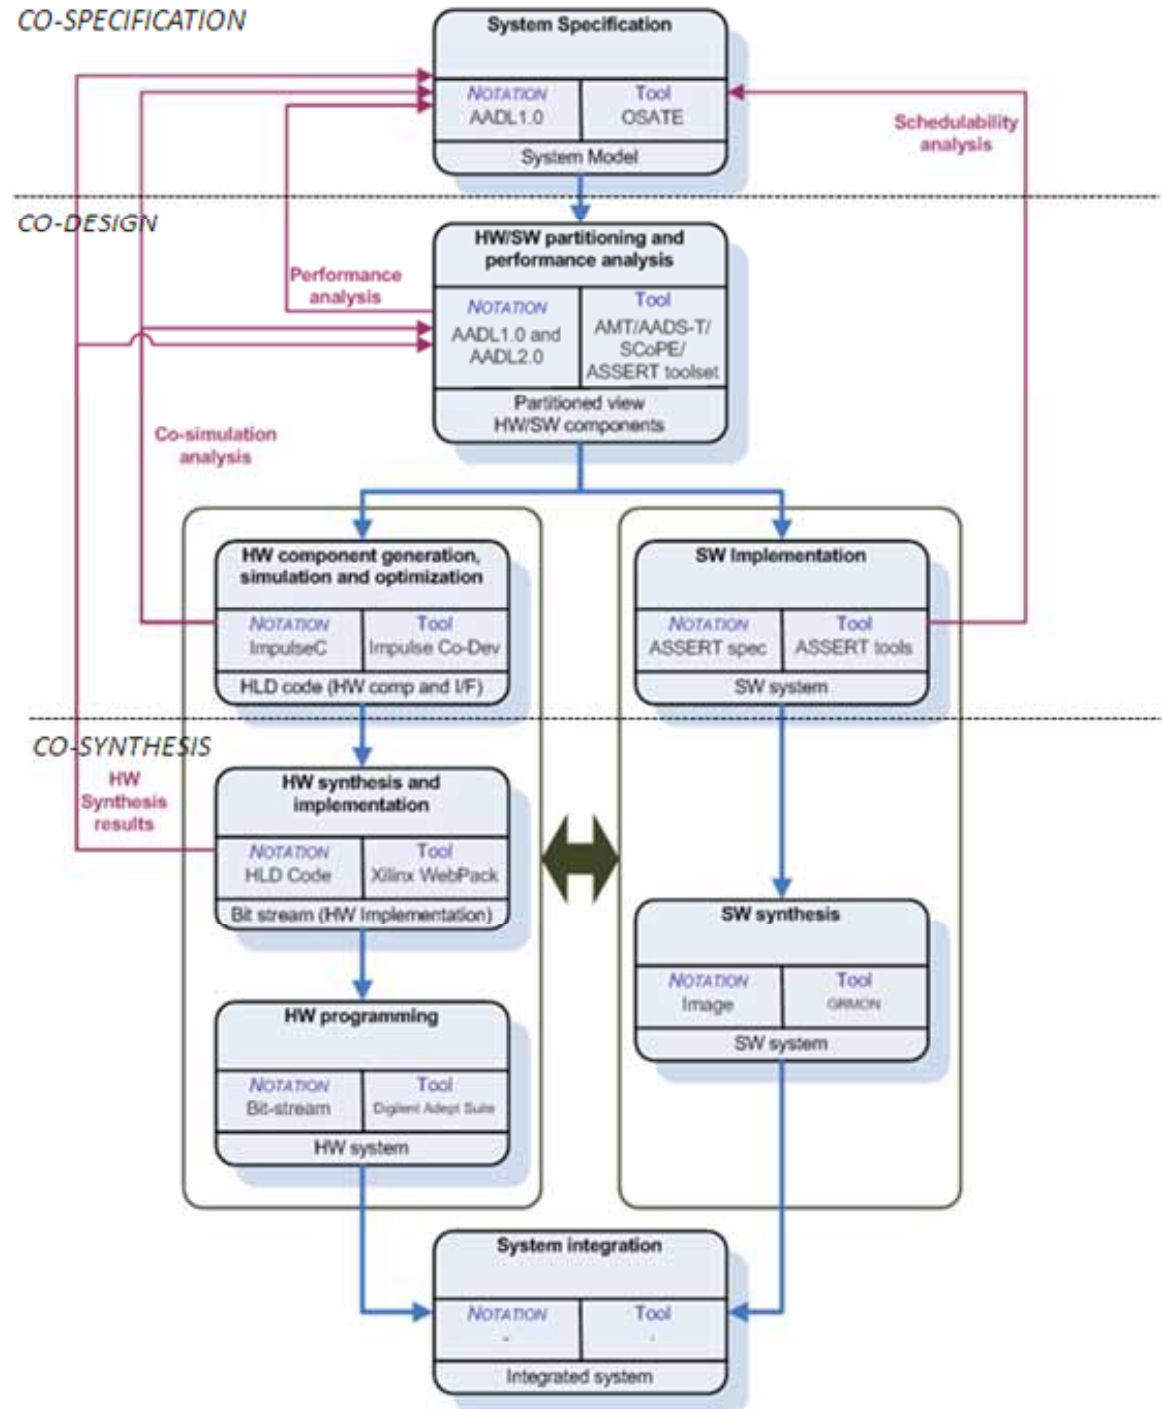 CO-SPECIFICATION
System Specification
NOTATION
AADL1.0
Tool
OSATE
System Model
Schedulability
analysis
CO-DESIGN
HW/SW partitioning and
performance analysis
Performance
analysis
NOTATION
AADL1.0 and
AADL2.0
Tool
AMT/AADS-T/
SCoPE/
ASSERT toolset
Partitioned view
HW/SW components
Co-simulation
analysis
HW component generation,
simulation and optimization
NOTATION
ImpulseC
Tool
Impulse Co-Dev
HLD code (HW comp and I/F)
SW Implementation
NOTATION
ASSERT spec
Tool
ASSERT tools
SW system
CO-SYNTHESIS
HW
Synthesis
results
HW synthesis and
implementation
NOTATION
HLD Code
Tool
Xilinx WebPack
Bit stream (HW Implementation)
SW synthesis
NOTATION
Image
Tool
GRMON
SW system
HW programming
NOTATION
Bit-stream
Tool
Digilent Adept Suite
HW system
System integration
NOTATION
-
Tool
-
Integrated system